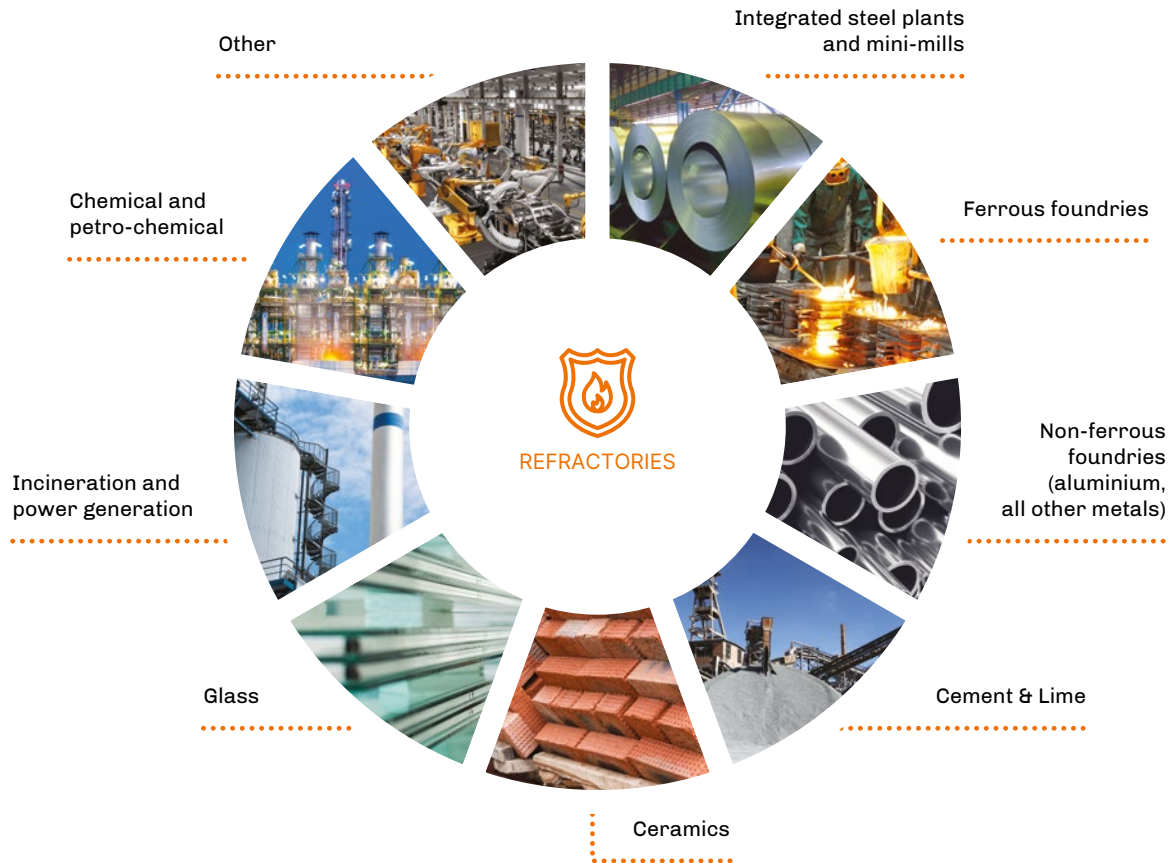 Other
Integrated steel plants
and mini-mills
Chemical and
petro-chemical
Ferrous foundries
REFRACTORIES
Non-ferrous
foundries
(aluminium,
all other metals)
Incineration and
power generation
Glass
Cement & Lime
Ceramics